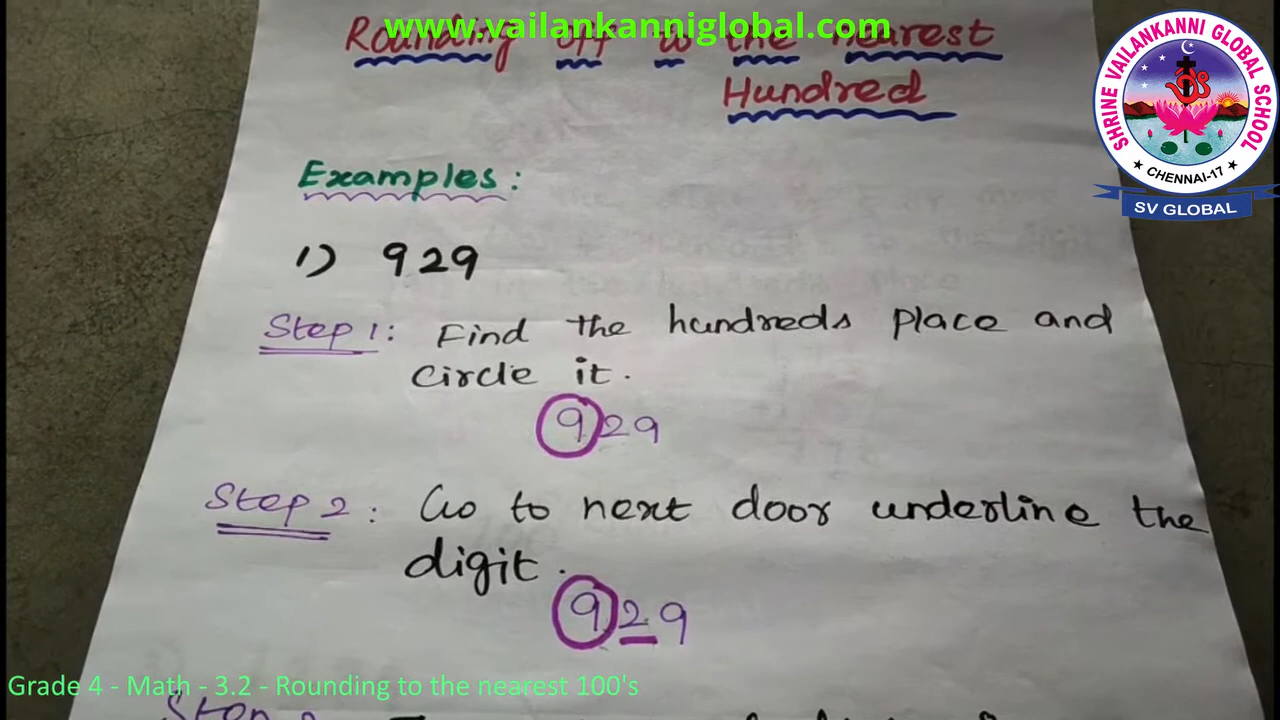 www.vailankanniglobal.com
Rounding off to the nearest
Hundred
SHRINE VAILANKANNI GLOBAL SCHOOL
★ CHENNAI-17 ★
SV GLOBAL
Examples:
1) 929
Step 1: Find the hundreds place and
circle it.
929
Step 2: Go to next door underline the
digit.
929
Grade 4 - Math - 3.2 - Rounding to the nearest 100's
Step